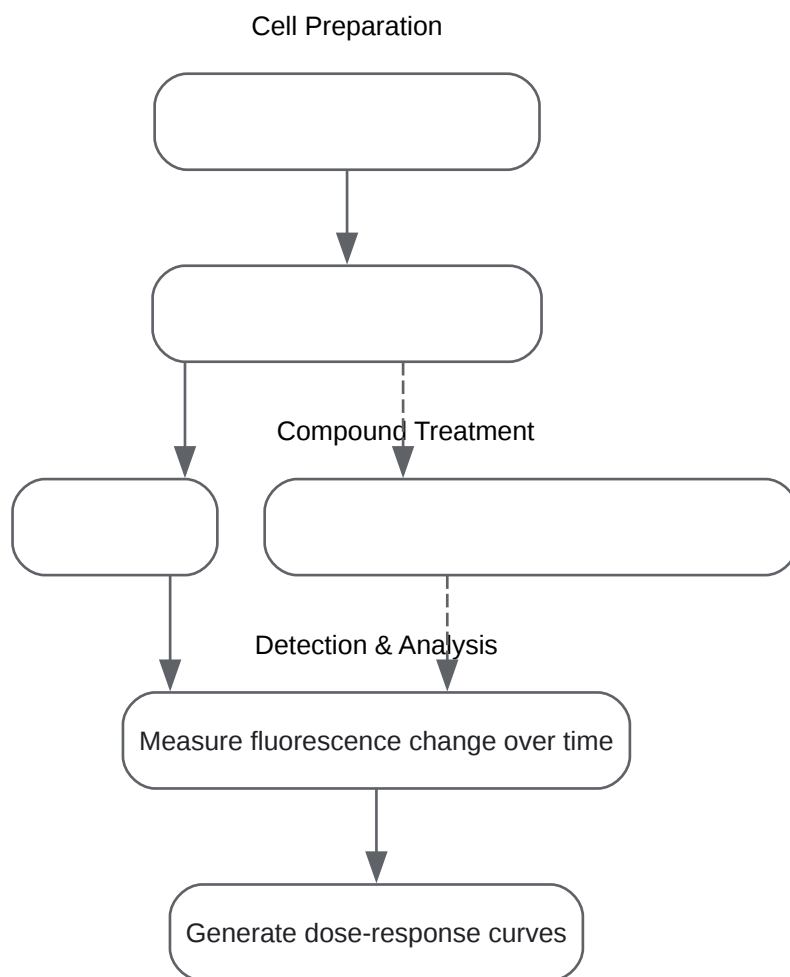 Cell Preparation
Compound Treatment
Detection & Analysis
Measure fluorescence change over time
Generate dose-response curves